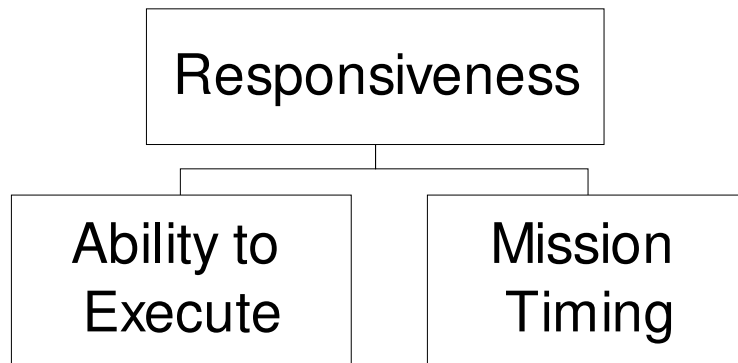 Responsiveness
Ability to
Execute
Mission
Timing